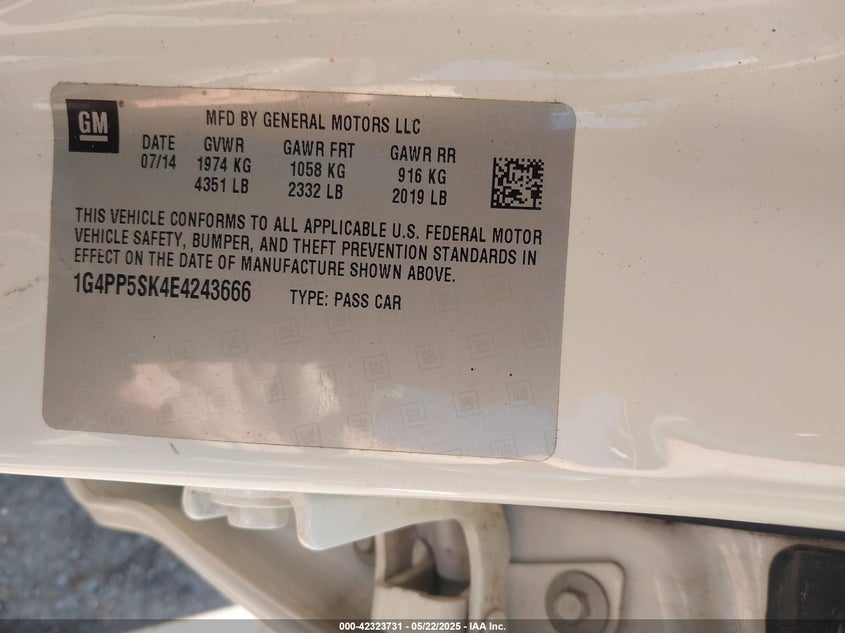 GM ® MFD BY GENERAL MOTORS LLC
DATE GVWR GAWR FRT GAWR RR
07/14 1974 KG 1058 KG 916 KG
4351 LB 2332 LB 2019 LB
THIS VEHICLE CONFORMS TO ALL APPLICABLE U.S. FEDERAL MOTOR
VEHICLE SAFETY, BUMPER, AND THEFT PREVENTION STANDARDS IN
EFFECT ON THE DATE OF MANUFACTURE SHOWN ABOVE.
1G4PP5SK4E4243666 TYPE: PASS CAR
000-42323731 - 05/22/2025 - IAA Inc.